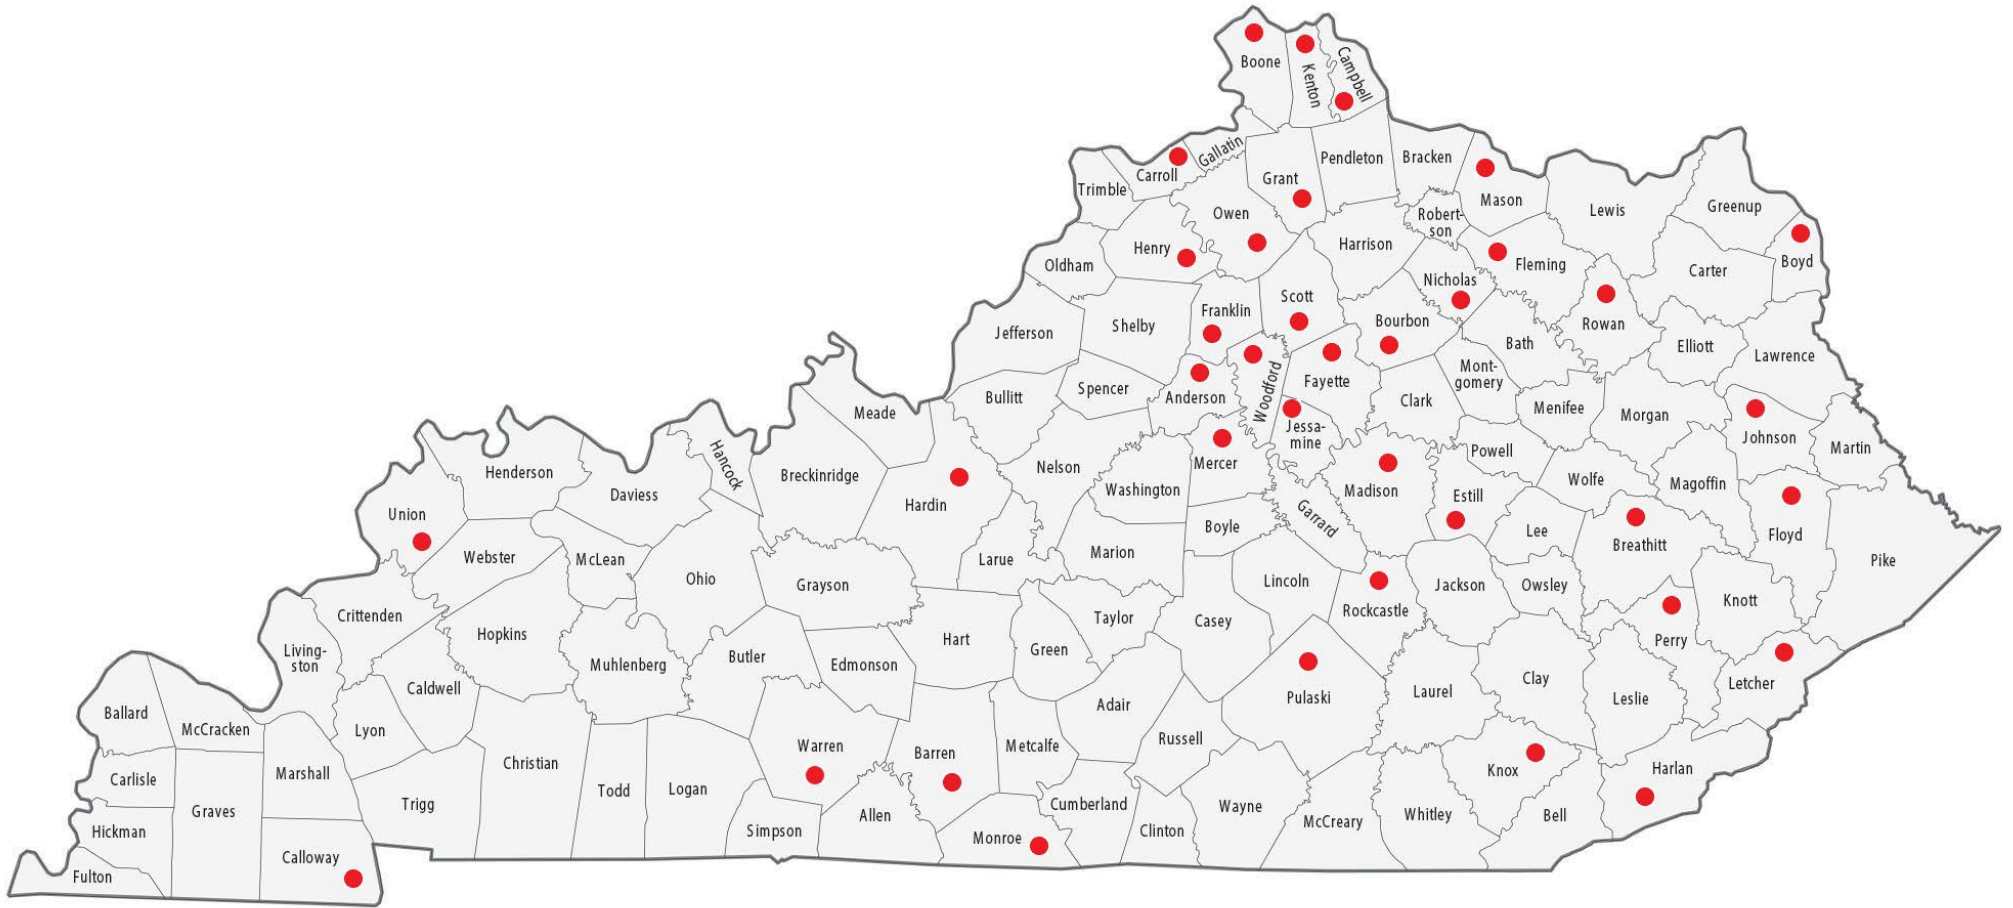 Boone
Kenton
Campbell
Gallatin
Carroll
Trimble
Grant
Pendleton
Bracken
Mason
Owen
Robert-
son
Lewis
Greenup
Henry
Harrison
Oldham
Fleming
Boyd
Carter
Nicholas
Scott
Franklin
Bourbon
Rowan
Shelby
Jefferson
Bath
Elliott
Lawrence
Mont-
gomery
Fayette
Woodford
Spencer
Bullitt
Anderson
Clark
Menifee
Morgan
Meade
Jessa-
mine
Johnson
Martin
Powell
Mercer
Nelson
Hancock
Henderson
Breckinridge
Washington
Wolfe
Magoffin
Madison
Estill
Daviess
Hardin
Union
Garrard
Boyle
Lee
Floyd
Breathitt
Marion
Larue
Webster
McLean
Pike
Ohio
Grayson
Lincoln
Jackson
Owsley
Knott
Rockcastle
Crittenden
Taylor
Casey
Hopkins
Hart
Perry
Green
Living-
ston
Muhlenberg
Butler
Edmonson
Clay
Letcher
Caldwell
Laurel
Pulaski
Leslie
Adair
Ballard
McCracken
Lyon
Russell
Warren
Metcalfe
Barren
Christian
Knox
Harlan
Marshall
Carlisle
Todd
Logan
Trigg
Cumberland
Wayne
Graves
Allen
Whitley
Bell
McCreary
Hickman
Simpson
Clinton
Monroe
Calloway
Fulton